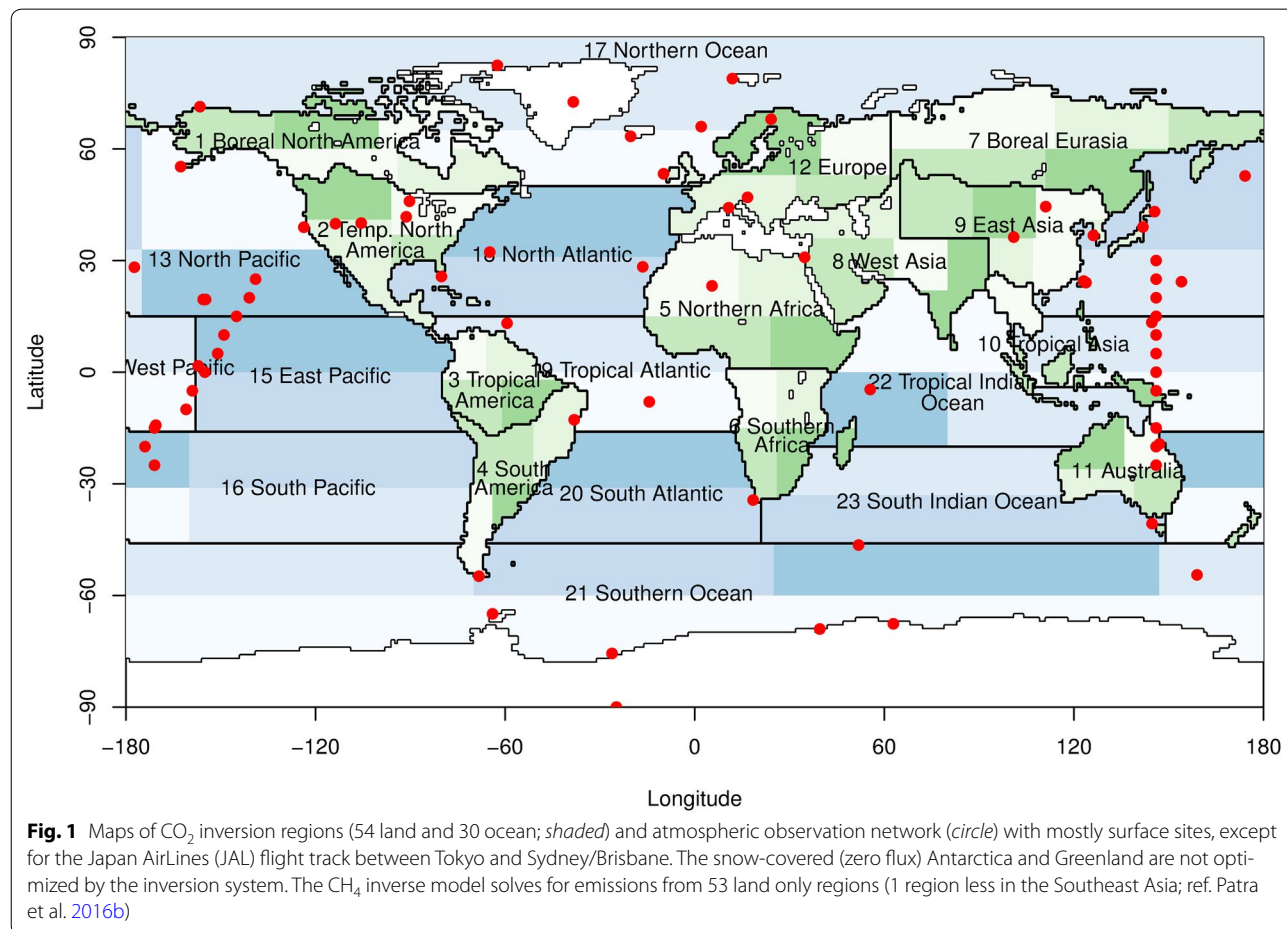 90
60
30
0
−30
−60
−90
Latitude
17 Northern Ocean
1 Boreal North America
7 Boreal Eurasia
12 Europe
2 Temp. North
America
9 East Asia
13 North Pacific
18 North Atlantic
8 West Asia
5 Northern Africa
10 Tropical Asia
West Pacific
15 East Pacific
3 Tropical
America
19 Tropical Atlantic
22 Tropical India
Ocean
6 Southern
Africa
4 South
America
11 Australia
16 South Pacific
20 South Atlantic
23 South Indian Ocean
21 Southern Ocean
−180
−120
−60
0
60
120
180
Longitude
Fig. 1 Maps of CO₂ inversion regions (54 land and 30 ocean; shaded) and atmospheric observation network (circle) with mostly surface sites, except
for the Japan AirLines (JAL) flight track between Tokyo and Sydney/Brisbane. The snow-covered (zero flux) Antarctica and Greenland are not opti-
mized by the inversion system. The CH₄ inverse model solves for emissions from 53 land only regions (1 region less in the Southeast Asia; ref. Patra
et al. 2016b)